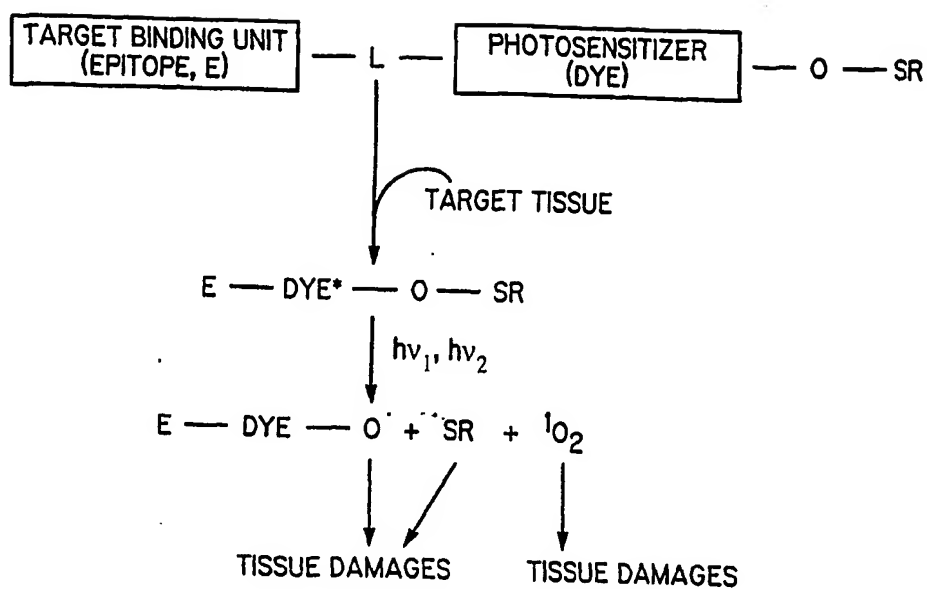 TARGET BINDING UNIT
(EPITOPE, E)
— L —
PHOTOSENSITIZER
(DYE)
— O — SR
TARGET TISSUE
E — DYE* — O — SR
hν₁, hν₂
E — DYE — O˙ + ˙SR + ¹O₂
TISSUE DAMAGES
TISSUE DAMAGES